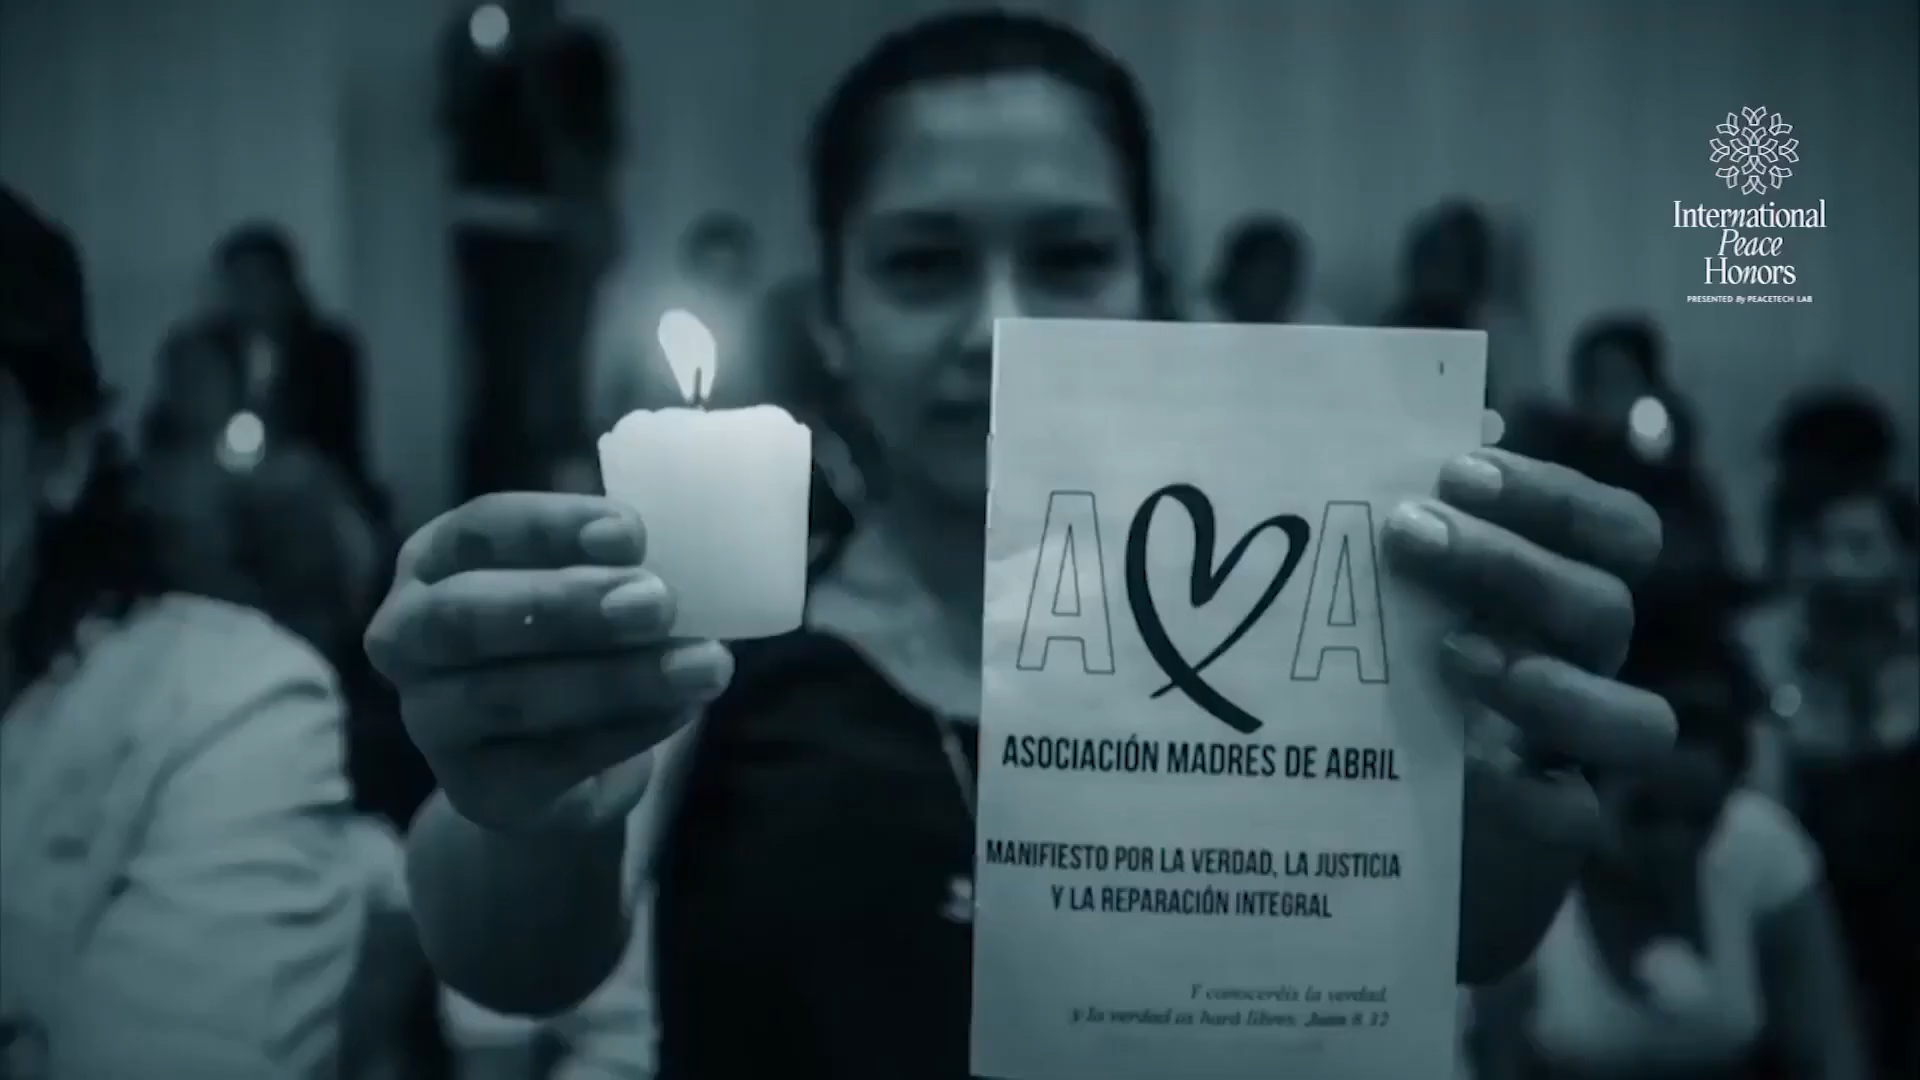 International
Peace
Honors
PRESENTED By PEACETECH LAB
A A
ASOCIACIÓN MADRES DE ABRIL
MANIFIESTO POR LA VERDAD, LA JUSTICIA
Y LA REPARACIÓN INTEGRAL
Y conoceréis la verdad,
y la verdad os hará libres. Juan 8.32